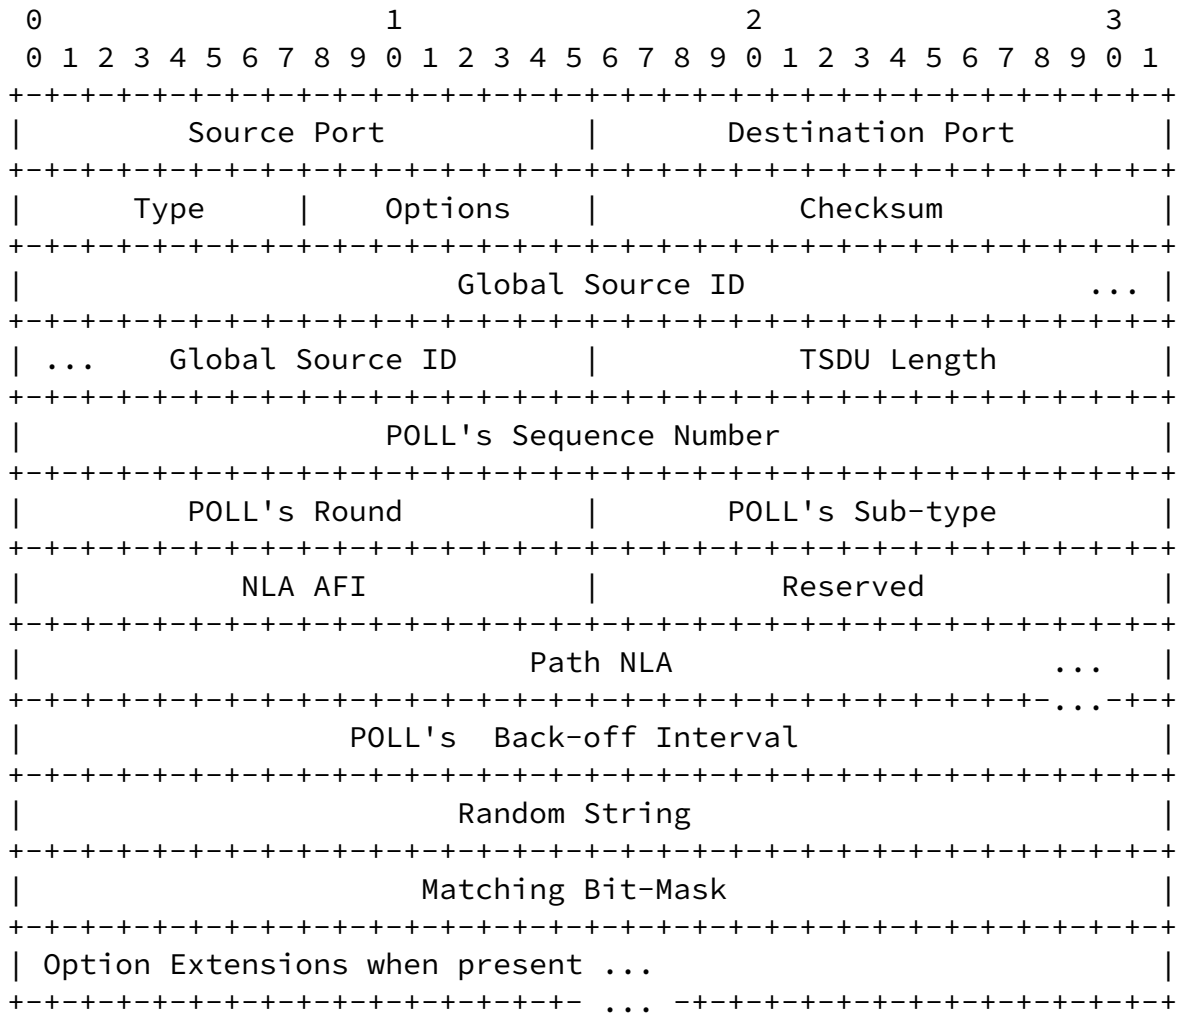 0                   1                   2                   3
 0 1 2 3 4 5 6 7 8 9 0 1 2 3 4 5 6 7 8 9 0 1 2 3 4 5 6 7 8 9 0 1
+-+-+-+-+-+-+-+-+-+-+-+-+-+-+-+-+-+-+-+-+-+-+-+-+-+-+-+-+-+-+-+-+
|         Source Port           |       Destination Port        |
+-+-+-+-+-+-+-+-+-+-+-+-+-+-+-+-+-+-+-+-+-+-+-+-+-+-+-+-+-+-+-+-+
|      Type     |    Options    |           Checksum            |
+-+-+-+-+-+-+-+-+-+-+-+-+-+-+-+-+-+-+-+-+-+-+-+-+-+-+-+-+-+-+-+-+
|                        Global Source ID                   ... |
+-+-+-+-+-+-+-+-+-+-+-+-+-+-+-+-+-+-+-+-+-+-+-+-+-+-+-+-+-+-+-+-+
| ...    Global Source ID       |           TSDU Length         |
+-+-+-+-+-+-+-+-+-+-+-+-+-+-+-+-+-+-+-+-+-+-+-+-+-+-+-+-+-+-+-+-+
|                    POLL's Sequence Number                     |
+-+-+-+-+-+-+-+-+-+-+-+-+-+-+-+-+-+-+-+-+-+-+-+-+-+-+-+-+-+-+-+-+
|         POLL's Round          |       POLL's Sub-type         |
+-+-+-+-+-+-+-+-+-+-+-+-+-+-+-+-+-+-+-+-+-+-+-+-+-+-+-+-+-+-+-+-+
|            NLA AFI            |          Reserved             |
+-+-+-+-+-+-+-+-+-+-+-+-+-+-+-+-+-+-+-+-+-+-+-+-+-+-+-+-+-+-+-+-+
|                            Path NLA                     ...   |
+-+-+-+-+-+-+-+-+-+-+-+-+-+-+-+-+-+-+-+-+-+-+-+-+-+-+-+-+-...-+-+
|                  POLL's  Back-off Interval                    |
+-+-+-+-+-+-+-+-+-+-+-+-+-+-+-+-+-+-+-+-+-+-+-+-+-+-+-+-+-+-+-+-+
|                        Random String                          |
+-+-+-+-+-+-+-+-+-+-+-+-+-+-+-+-+-+-+-+-+-+-+-+-+-+-+-+-+-+-+-+-+
|                      Matching Bit-Mask                        |
+-+-+-+-+-+-+-+-+-+-+-+-+-+-+-+-+-+-+-+-+-+-+-+-+-+-+-+-+-+-+-+-+
| Option Extensions when present ...                            |
+-+-+-+-+-+-+-+-+-+-+-+-+-+-+-+- ... -+-+-+-+-+-+-+-+-+-+-+-+-+-+